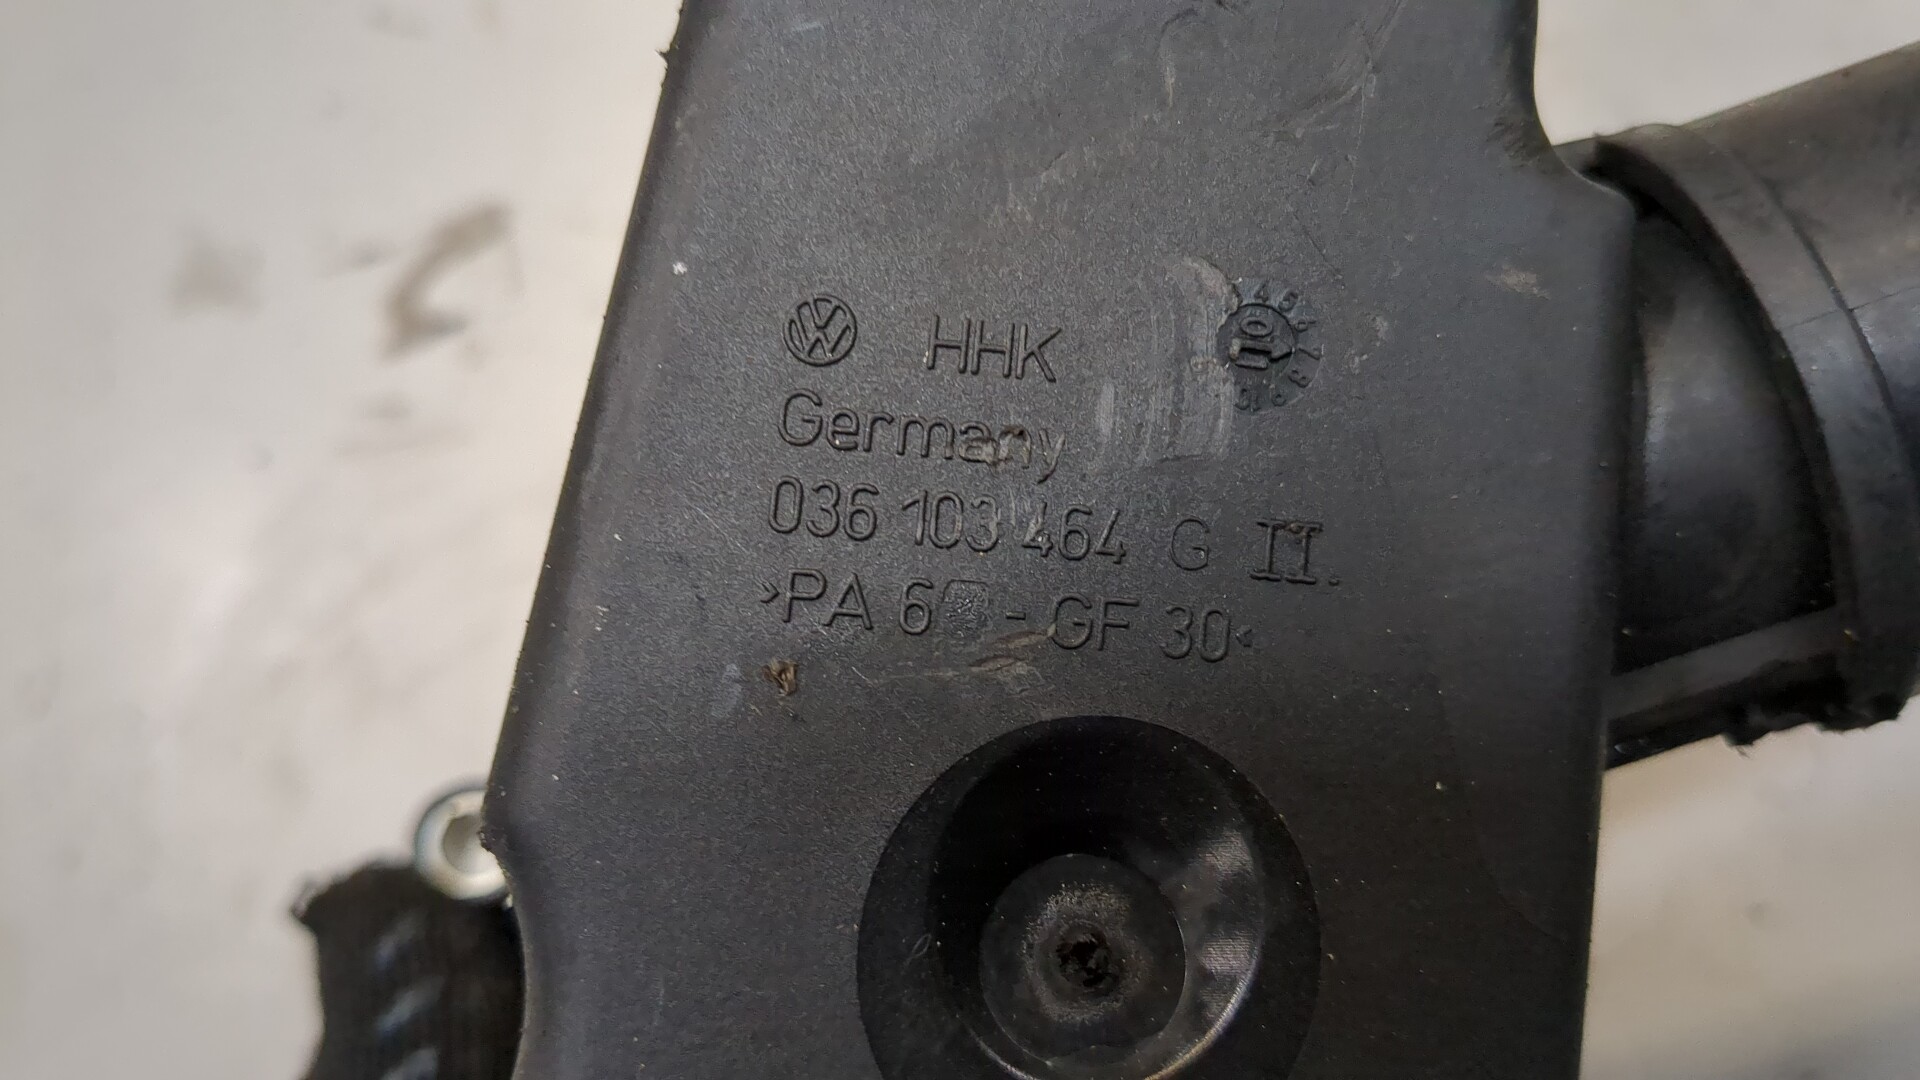 HHK
Germany
036 103 464 G II.
>PA 6 - GF 30<